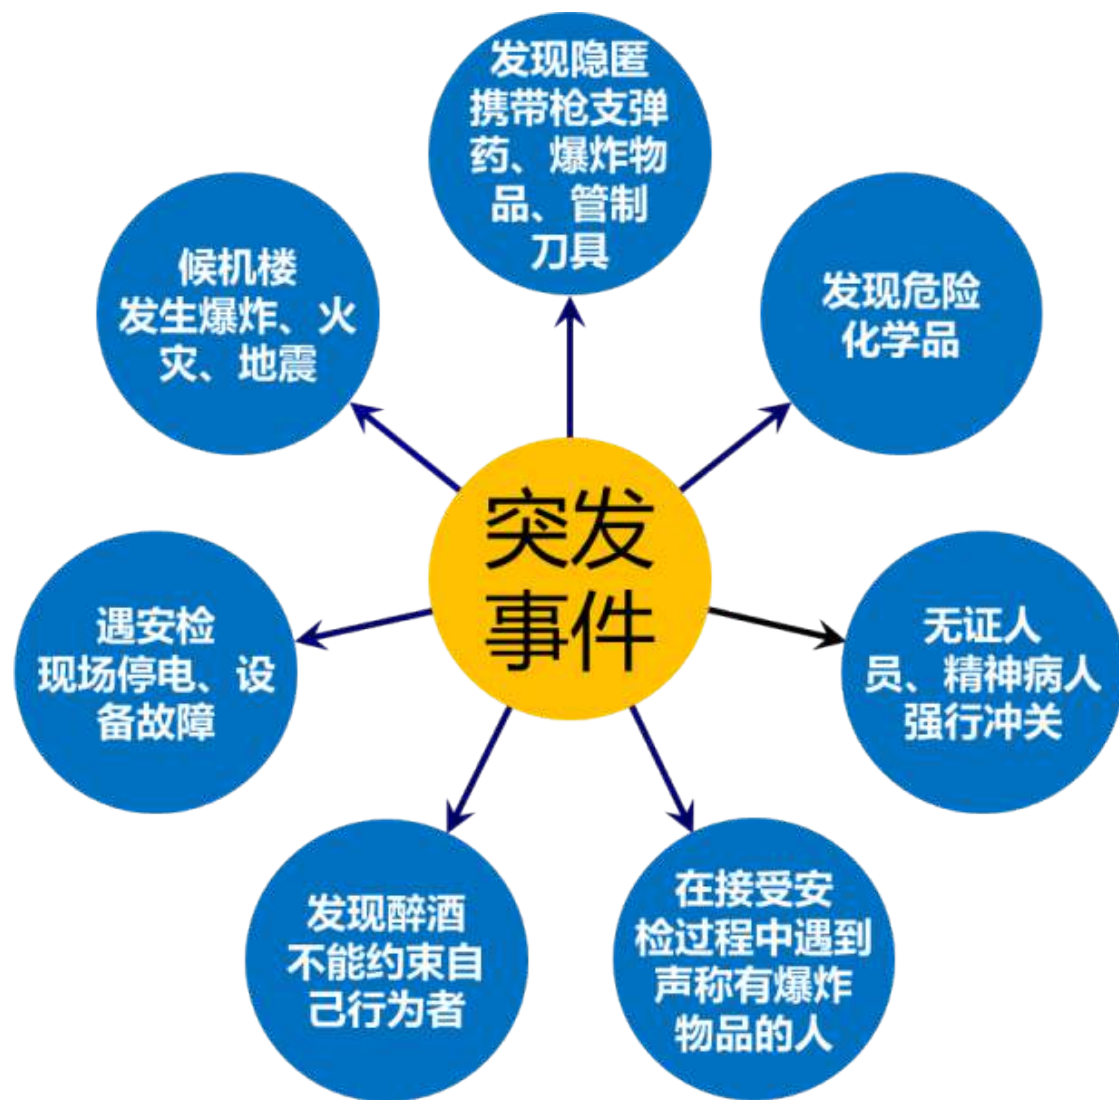 发现隐匿
携带枪支弹
药、爆炸物
品、管制
刀具
候机楼
发生爆炸、火
灾、地震
发现危险
化学品
突发
事件
遇安检
现场停电、设
备故障
无证人
员、精神病人
强行冲关
发现醉酒
不能约束自
己行为者
在接受安
检过程中遇到
声称有爆炸
物品的人